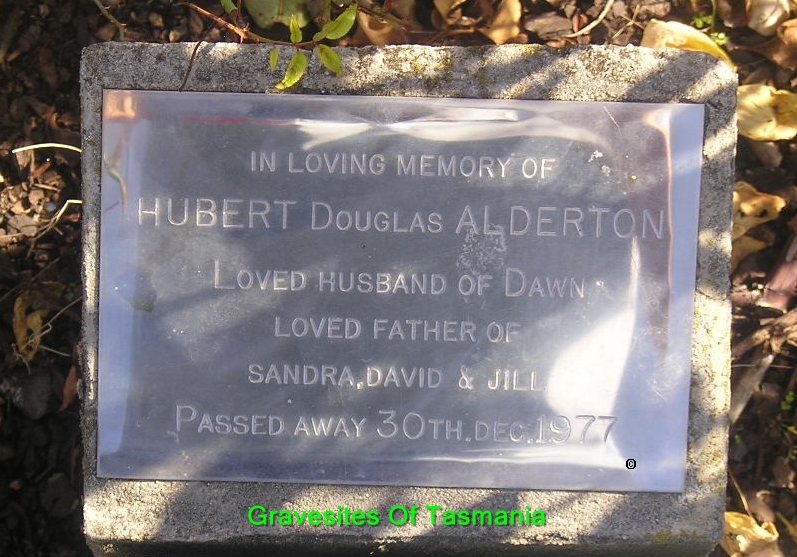 IN LOVING MEMORY OF
HUBERT DOUGLAS ALDERTON
LOVED HUSBAND OF DAWN
LOVED FATHER OF
SANDRA, DAVID & JILL
PASSED AWAY 30TH. DEC. 1977
©
Gravesites Of Tasmania